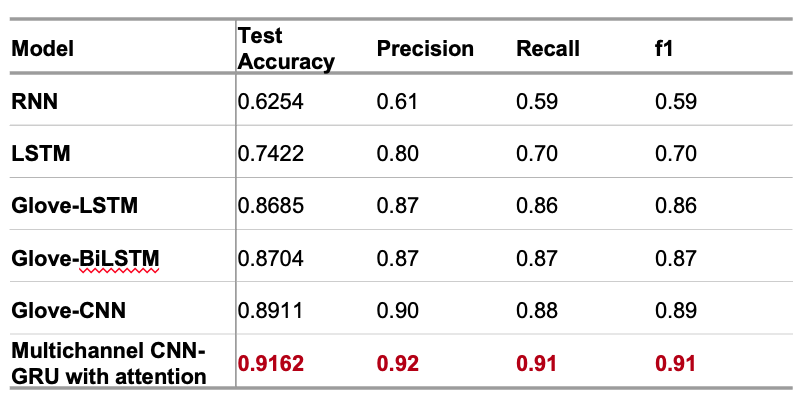 Model Test Accuracy Precision Recall f1
RNN 0.6254 0.61 0.59 0.59
LSTM 0.7422 0.80 0.70 0.70
Glove-LSTM 0.8685 0.87 0.86 0.86
Glove-BiLSTM 0.8704 0.87 0.87 0.87
Glove-CNN 0.8911 0.90 0.88 0.89
Multichannel CNN-
GRU with attention 0.9162 0.92 0.91 0.91